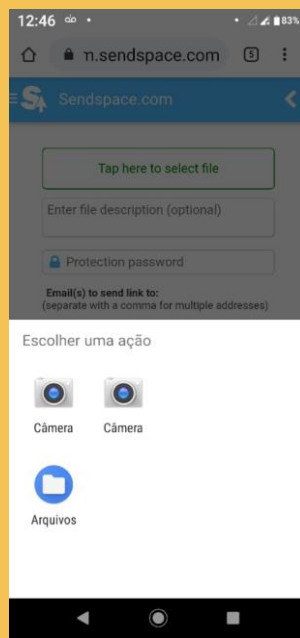 12:46
83%
m.sendspace.com
5
Sendspace.com
Tap here to select file
Enter file description (optional)
Protection password
Email(s) to send link to:
(separate with a comma for multiple addresses)
Escolher uma ação
Câmera
Câmera
Arquivos